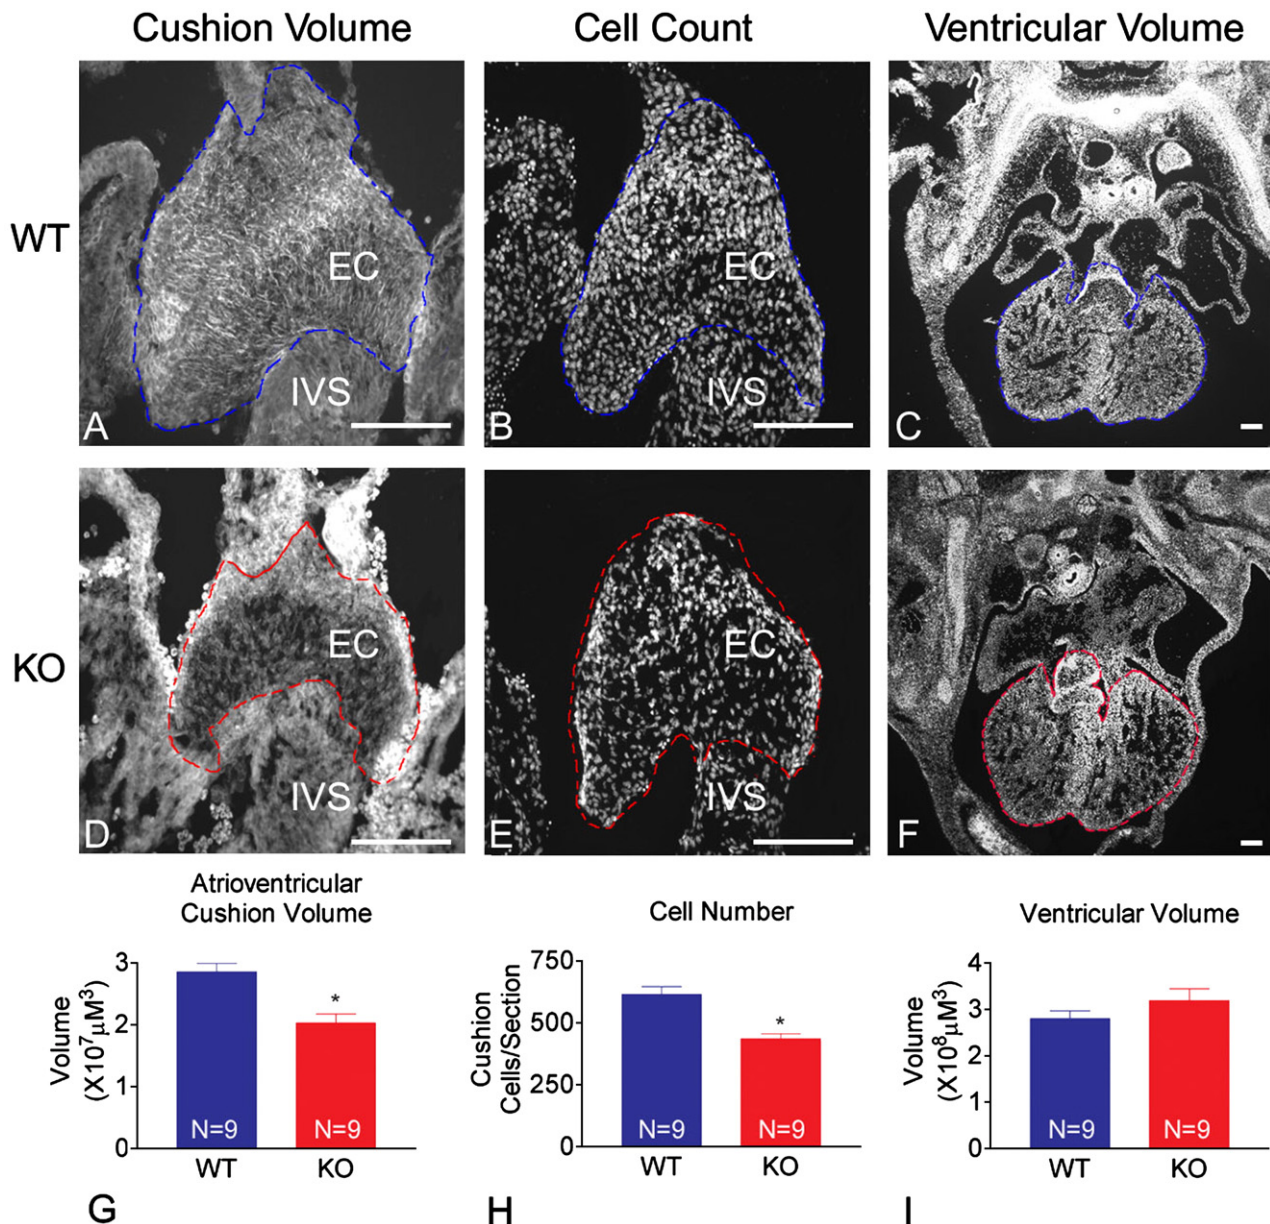 Cushion Volume
Cell Count
Ventricular Volume
WT
EC
IVS
A
EC
IVS
B
C
KO
EC
IVS
D
EC
IVS
E
F
Atrioventricular
Cushion Volume
Volume
(X10⁷μM³)
3
2
1
0
*
N=9
N=9
WT
KO
G
Cell Number
Cushion
Cells/Section
750
500
250
0
*
N=9
N=9
WT
KO
H
Ventricular Volume
Volume
(X10⁸μM³)
4
3
2
1
0
N=9
N=9
WT
KO
I